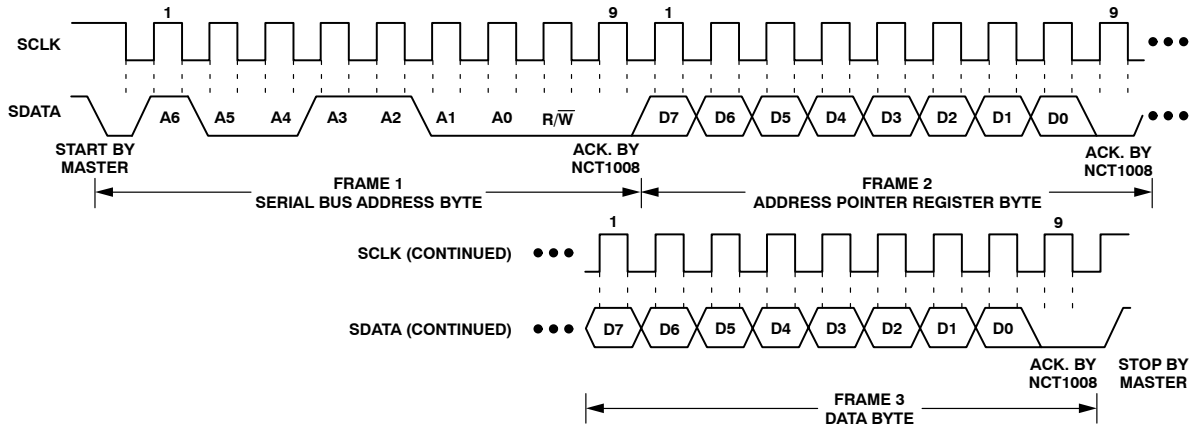 1 9 1 9
SCLK
SDATA A6 A5 A4 A3 A2 A1 A0 R/W̅ D7 D6 D5 D4 D3 D2 D1 D0
START BY
MASTER
ACK. BY
NCT1008
ACK. BY
NCT1008
FRAME 1
SERIAL BUS ADDRESS BYTE
FRAME 2
ADDRESS POINTER REGISTER BYTE
1 9
SCLK (CONTINUED)
SDATA (CONTINUED) D7 D6 D5 D4 D3 D2 D1 D0
ACK. BY
NCT1008
STOP BY
MASTER
FRAME 3
DATA BYTE